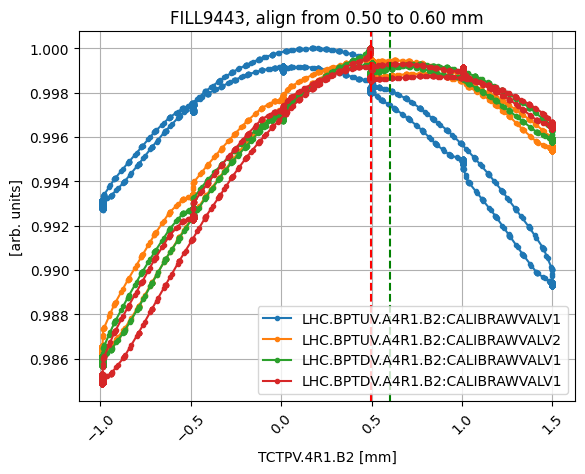 FILL9443, align from 0.50 to 0.60 mm
[arb. units]
1.000
0.998
0.996
0.994
0.992
0.990
0.988
0.986
LHC.BPTUV.A4R1.B2:CALIBRAWVALV1
LHC.BPTUV.A4R1.B2:CALIBRAWVALV2
LHC.BPTDV.A4R1.B2:CALIBRAWVALV1
LHC.BPTDV.A4R1.B2:CALIBRAWVALV1
−1.0
−0.5
0.0
0.5
1.0
1.5
TCTPV.4R1.B2 [mm]